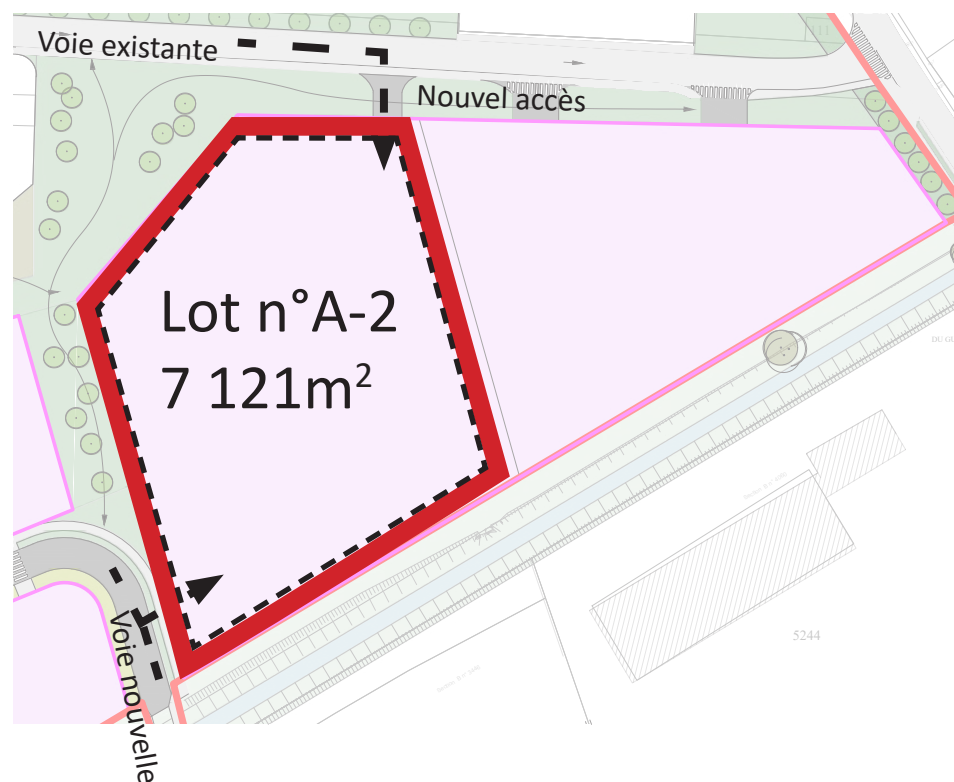 Voie existante
Nouvel accès
Lot n°A-2
7 121m²
5244
Voie nouvelle